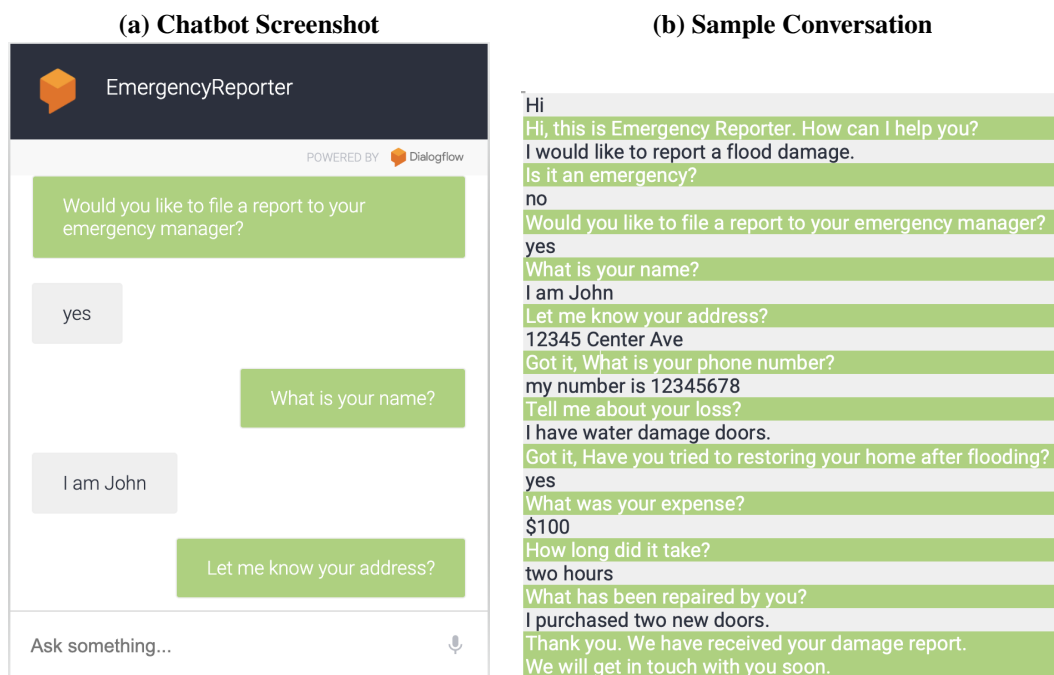 (a) Chatbot Screenshot
EmergencyReporter
POWERED BY Dialogflow
Would you like to file a report to your
emergency manager?
yes
What is your name?
I am John
Let me know your address?
Ask something...
(b) Sample Conversation
Hi
Hi, this is Emergency Reporter. How can I help you?
I would like to report a flood damage.
Is it an emergency?
no
Would you like to file a report to your emergency manager?
yes
What is your name?
I am John
Let me know your address?
12345 Center Ave
Got it, What is your phone number?
my number is 12345678
Tell me about your loss?
I have water damage doors.
Got it, Have you tried to restoring your home after flooding?
yes
What was your expense?
$100
How long did it take?
two hours
What has been repaired by you?
I purchased two new doors.
Thank you. We have received your damage report.
We will get in touch with you soon.